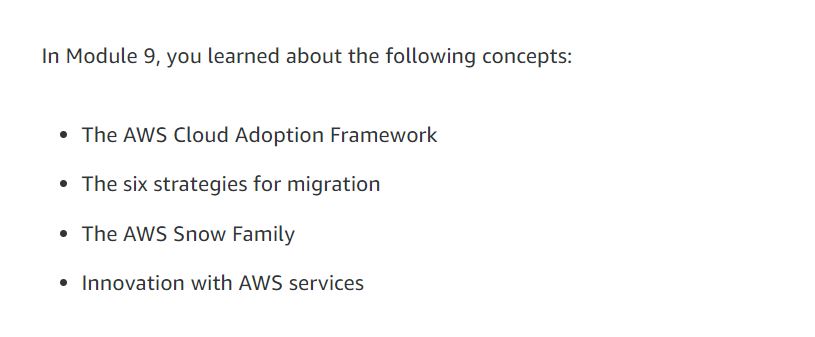 In Module 9, you learned about the following concepts:
• The AWS Cloud Adoption Framework
• The six strategies for migration
• The AWS Snow Family
• Innovation with AWS services